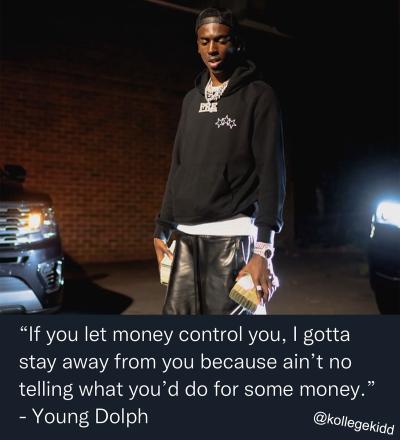 PRE
“If you let money control you, I gotta
stay away from you because ain’t no
telling what you’d do for some money.”
- Young Dolph
@kollegekidd